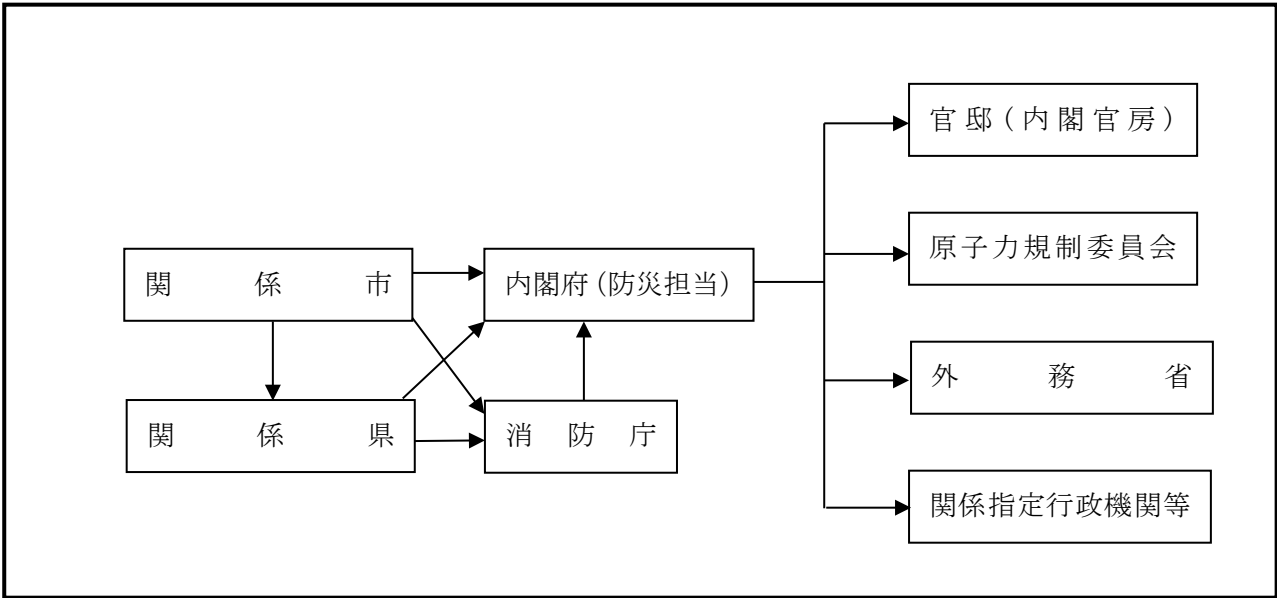 官邸(内閣官房)
原子力規制委員会
関係市
内閣府(防災担当)
外務省
関係県
消防庁
関係指定行政機関等